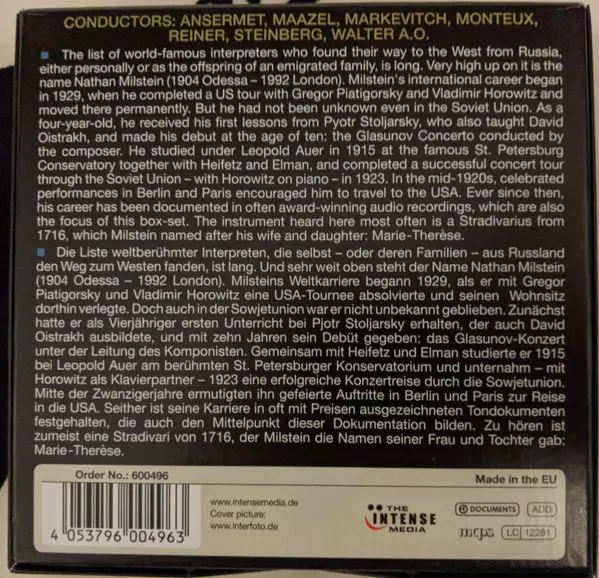 CONDUCTORS: ANSERMET, MAAZEL, MARKEVITCH, MONTEUX,
REINER, STEINBERG, WALTER A.O.
The list of world-famous interpreters who found their way to the West from Russia,
either personally or as the offspring of an emigrated family, is long. Very high up on it is the
name Nathan Milstein (1904 Odessa – 1992 London). Milstein's international career began
in 1929, when he completed a US tour with Gregor Piatigorsky and Vladimir Horowitz and
moved there permanently. But he had not been unknown even in the Soviet Union. As a
four-year-old, he received his first lessons from Pyotr Stoljarsky, who also taught David
Oistrakh, and made his debut at the age of ten: the Glasunov Concerto conducted by
the composer. He studied under Leopold Auer in 1915 at the famous St. Petersburg
Conservatory together with Heifetz and Elman, and completed a successful concert tour
through the Soviet Union – with Horowitz on piano – in 1923. In the mid-1920s, celebrated
performances in Berlin and Paris encouraged him to travel to the USA. Ever since then,
his career has been documented in often award-winning audio recordings, which are also
the focus of this box-set. The instrument heard here most often is a Stradivarius from
1716, which Milstein named after his wife and daughter: Marie-Thèrèse.
Die Liste weltberühmter Interpreten, die selbst – oder deren Familien – aus Russland
den Weg zum Westen fanden, ist lang. Und sehr weit oben steht der Name Nathan Milstein
(1904 Odessa – 1992 London). Milsteins Weltkarriere begann 1929, als er mit Gregor
Piatigorsky und Vladimir Horowitz eine USA-Tournee absolvierte und seinen Wohnsitz
dorthin verlegte. Doch auch in der Sowjetunion war er nicht unbekannt geblieben. Zunächst
hatte er als Vierjähriger ersten Unterricht bei Pjotr Stoljarsky erhalten, der auch David
Oistrakh ausbildete, und mit zehn Jahren sein Debüt gegeben: das Glasunov-Konzert
unter der Leitung des Komponisten. Gemeinsam mit Heifetz und Elman studierte er 1915
bei Leopold Auer am berühmten St. Petersburger Konservatorium und unternahm – mit
Horowitz als Klavierpartner – 1923 eine erfolgreiche Konzertreise durch die Sowjetunion.
Mitte der Zwanzigerjahre ermutigten ihn gefeierte Auftritte in Berlin und Paris zur Reise
in die USA. Seither ist seine Karriere in oft mit Preisen ausgezeichneten Tondokumenten
festgehalten, die auch den Mittelpunkt dieser Dokumentation bilden. Zu hören ist
zumeist eine Stradivari von 1716, der Milstein die Namen seiner Frau und Tochter gab:
Marie-Thèrèse.
Order No.: 600496
Made in the EU
4 053796 004963
www.intensemedia.de
Cover picture:
www.interfoto.de
THE
INTENSE
MEDIA
DOCUMENTS
ADD
mcps
LC 12281